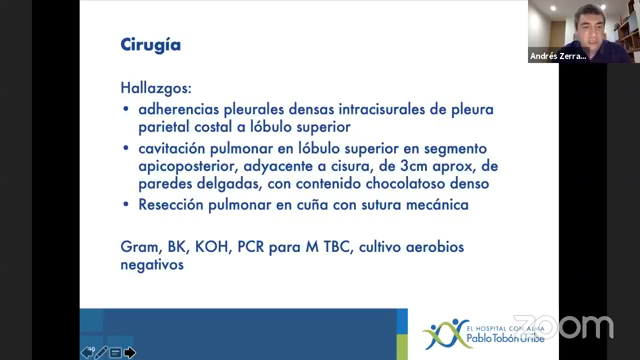 Cirugía
Andrés Zerra...
Hallazgos:
• adherencias pleurales densas intracisurales de pleura
parietal costal a lóbulo superior
• cavitación pulmonar en lóbulo superior en segmento
apicoposterior, adyacente a cisura, de 3cm aprox, de
paredes delgadas, con contenido chocolatoso denso
• Resección pulmonar en cuña con sutura mecánica
Gram, BK, KOH, PCR para M TBC, cultivo aerobios
negativos
EL HOSPITAL CON ALMA
Pablo Tobón Uribe
zoom